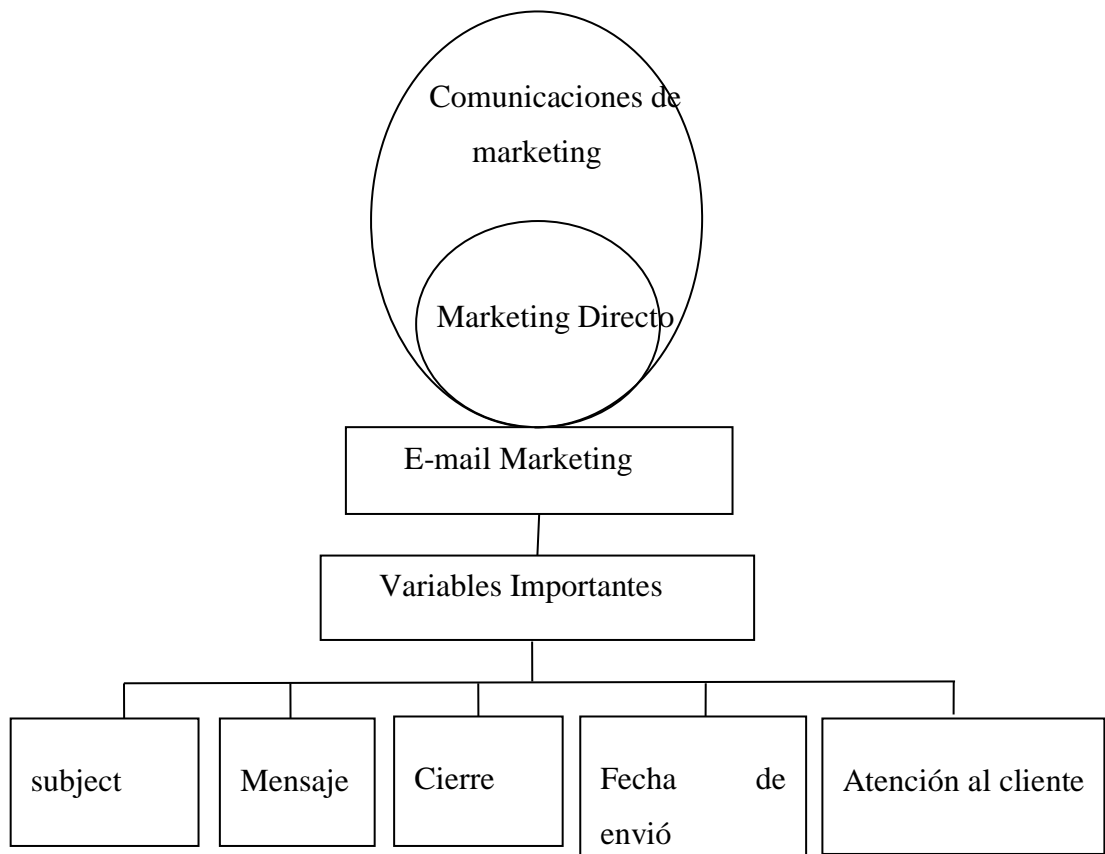 Comunicaciones de
marketing
Marketing Directo
E-mail Marketing
Variables Importantes
subject
Mensaje
Cierre
Fecha de
envió
Atención al cliente